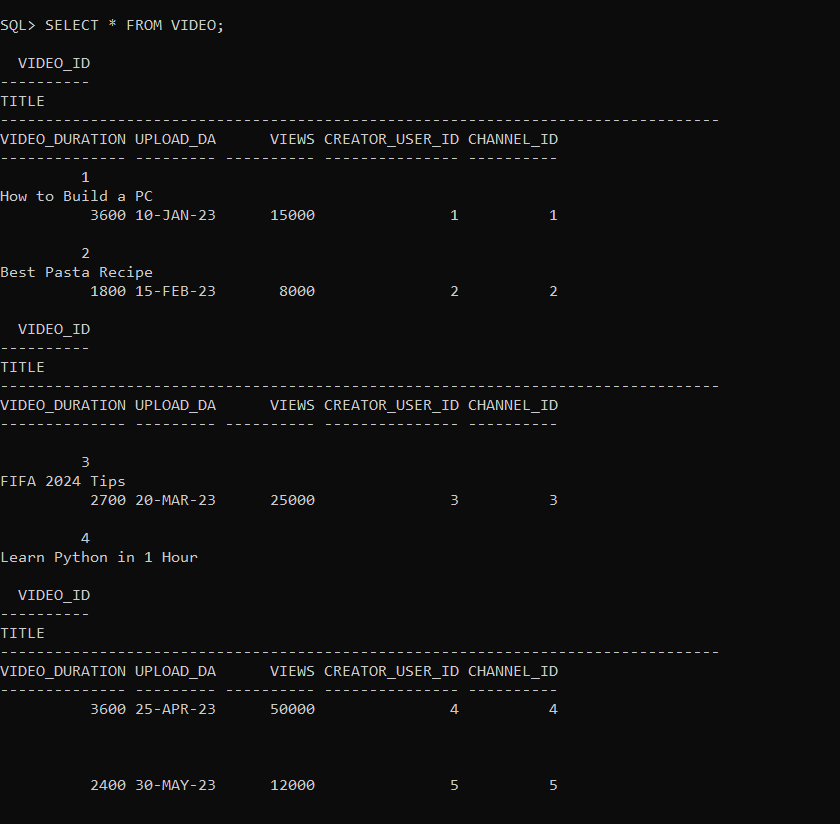 SQL> SELECT * FROM VIDEO;
VIDEO_ID
----------
TITLE
--------------------------------------------------------------------------------
VIDEO_DURATION UPLOAD_DA      VIEWS CREATOR_USER_ID CHANNEL_ID
-------------- --------- ---------- --------------- ----------
1
How to Build a PC
3600 10-JAN-23      15000               1          1
2
Best Pasta Recipe
1800 15-FEB-23       8000               2          2
VIDEO_ID
----------
TITLE
--------------------------------------------------------------------------------
VIDEO_DURATION UPLOAD_DA      VIEWS CREATOR_USER_ID CHANNEL_ID
-------------- --------- ---------- --------------- ----------
3
FIFA 2024 Tips
2700 20-MAR-23      25000               3          3
4
Learn Python in 1 Hour
VIDEO_ID
----------
TITLE
--------------------------------------------------------------------------------
VIDEO_DURATION UPLOAD_DA      VIEWS CREATOR_USER_ID CHANNEL_ID
-------------- --------- ---------- --------------- ----------
3600 25-APR-23      50000               4          4
2400 30-MAY-23      12000               5          5